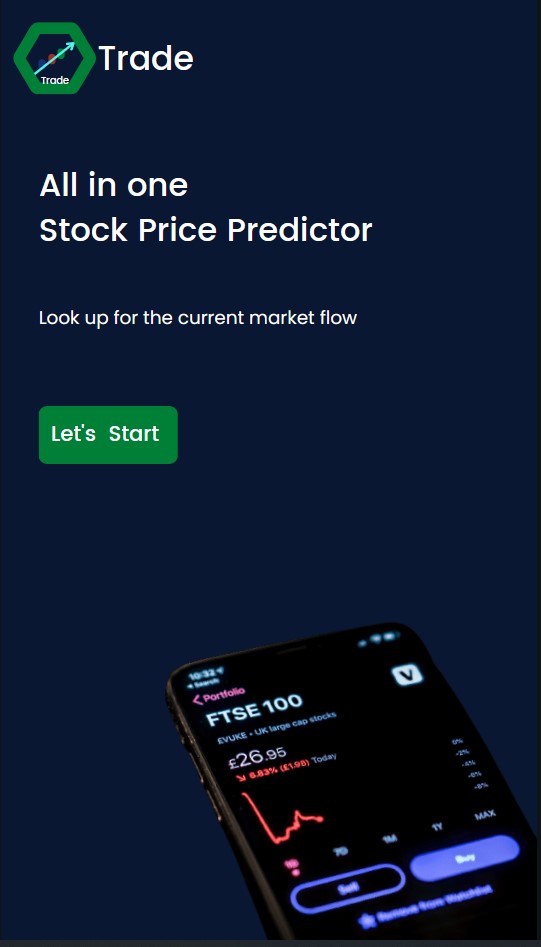 Trade
Trade
All in one
Stock Price Predictor
Look up for the current market flow
Let's Start
10:32
Search
Portfolio
FTSE 100
£VUKE • UK large cap stocks
£26.95
6.83% (£1.98) Today
0%
-2%
-4%
-6%
-8%
1D 7D 1M 1Y MAX
Sell Buy
Remove from Watchlist